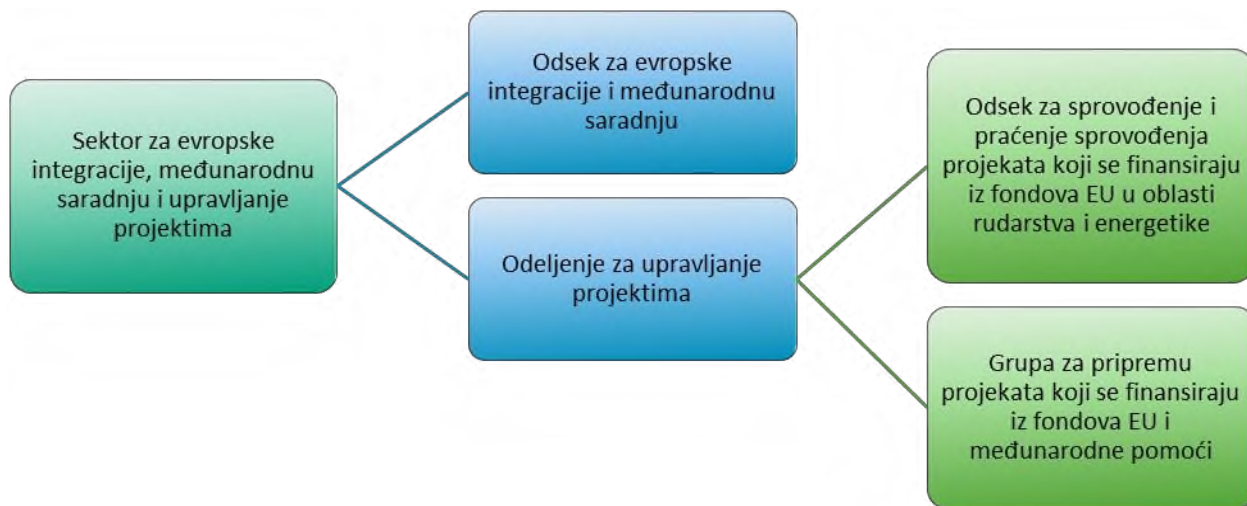 Sektor za evropske
integracije, međunarodnu
saradnju i upravljanje
projektima
Odsek za evropske
integracije i međunarodnu
saradnju
Odeljenje za upravljanje
projektima
Odsek za sprovođenje i
praćenje sprovođenja
projekata koji se finansiraju
iz fondova EU u oblasti
rudarstva i energetike
Grupa za pripremu
projekata koji se finansiraju
iz fondova EU i
međunarodne pomoći